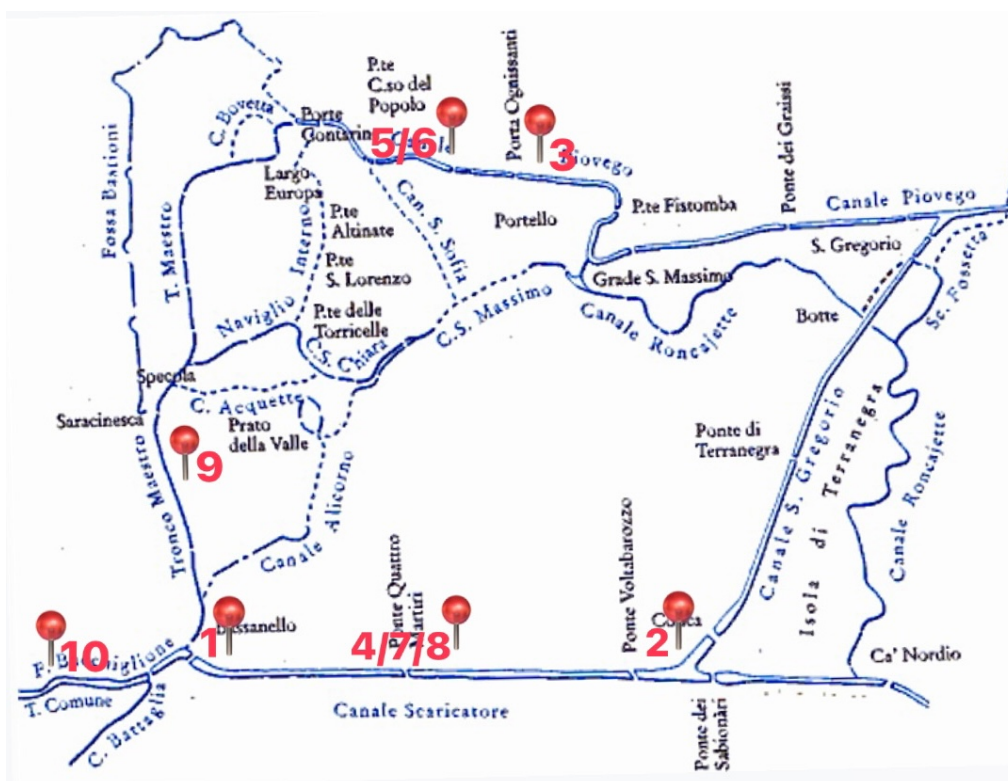 P.te
C.so del
Popolo
Porta Ognissanti
Ponte dei Graissi
C. Bovetta
Porte
Contarin
5/6
Canale
3
Piovego
Fossa Bastioni
Largo
Europa
Can. S. Sofia
Portello
P.te Fistomba
Canale Piovego
T. Maestro
Interno
P.te
Altinate
P.te
S. Lorenzo
S. Gregorio
Sc. Fossetta
Grade S. Massimo
Naviglio
P.te delle
Torricelle
C.S. Massimo
Canale Roncajette
Botte
C.S. Chiara
Specola
C. Acquette
Saracinesca
Prato
della Valle
Ponte di
Terranegra
9
Tronco Maestro
Canale Alicorno
Canale S. Gregorio
Isola di Terranegra
Canale Roncajette
Ponte Quattro
Martiri
Ponte Voltabarozzo
1
Bassanello
4/7/8
2
10
F. Bacchiglione
Ca' Nordio
T. Comune
C. Battaglia
Canale Scaricatore
Ponte dei
Sabionàri